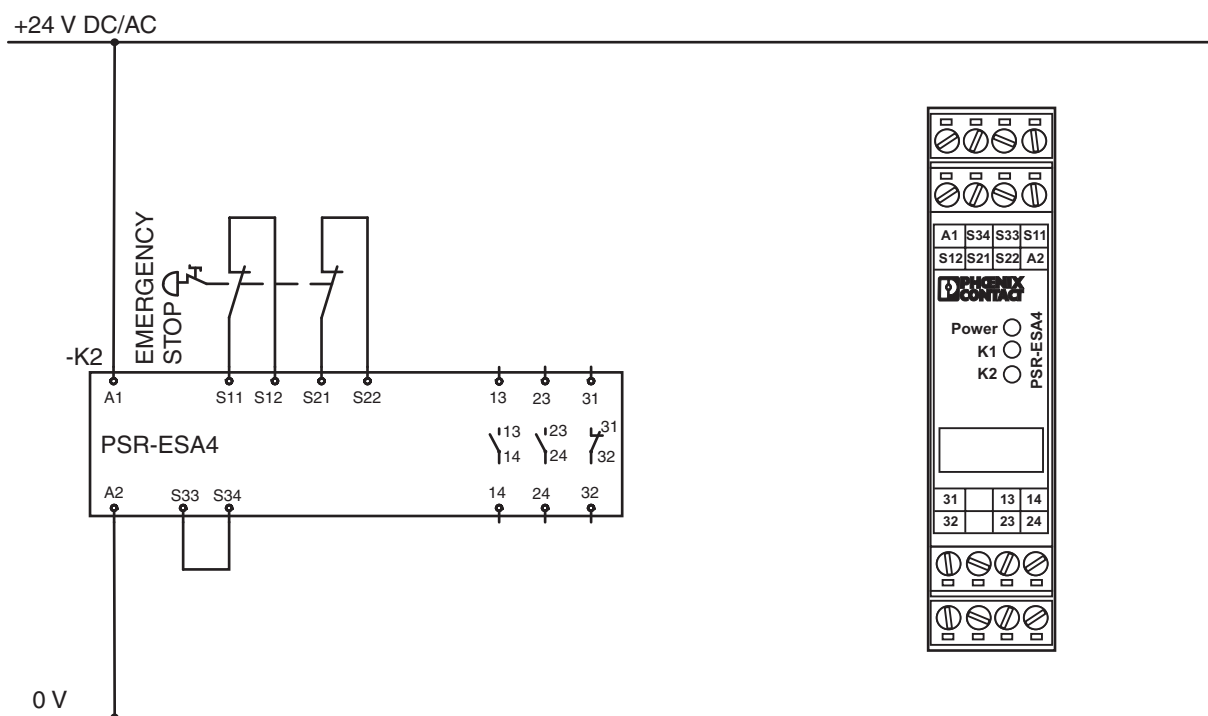 +24 V DC/AC
EMERGENCY
STOP
-K2
A1 S11 S12 S21 S22 13 23 31
PSR-ESA4
13 23 31
14 24 32
A2 S33 S34 14 24 32
0 V
A1 S34 S33 S11
S12 S21 S22 A2
PHŒNIX
CONTACT
Power
K1
K2
PSR-ESA4
31 13 14
32 23 24